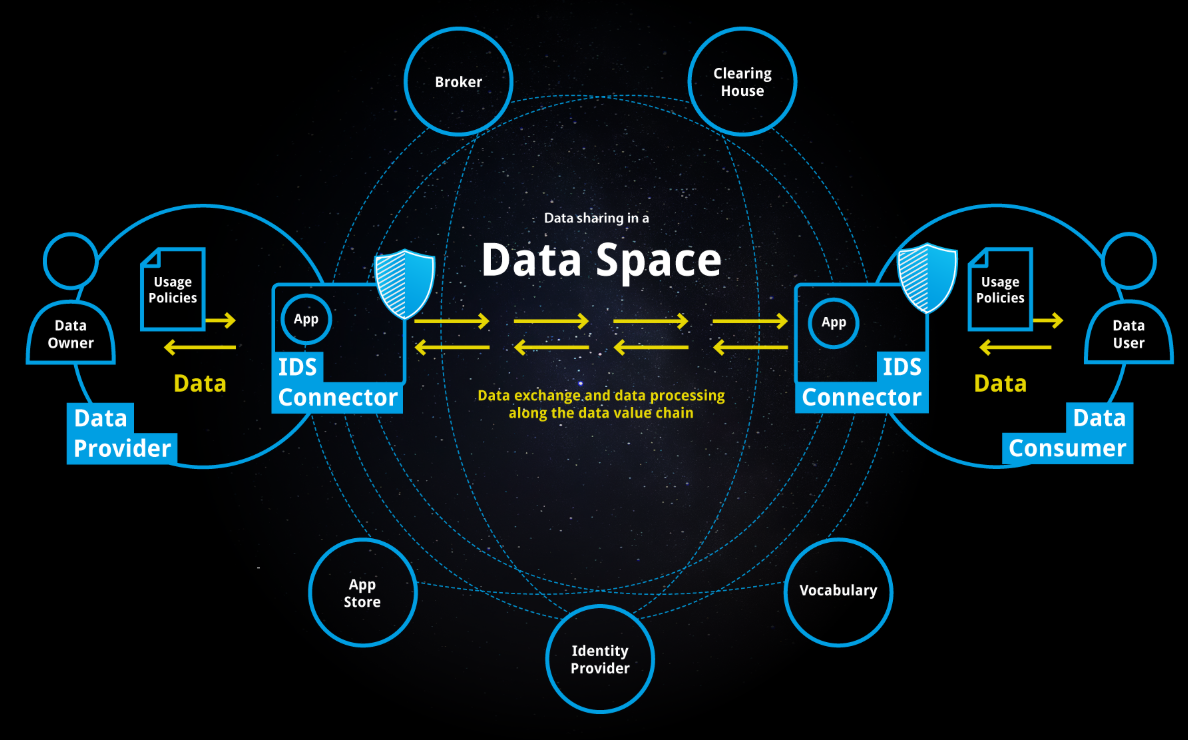 Broker
Clearing
House
Data sharing in a
Data Space
Usage
Policies
Data
Owner
App
IDS
Connector
Data
Data
Provider
Data exchange and data processing
along the data value chain
App
IDS
Connector
Usage
Policies
Data
User
Data
Data
Consumer
App
Store
Identity
Provider
Vocabulary